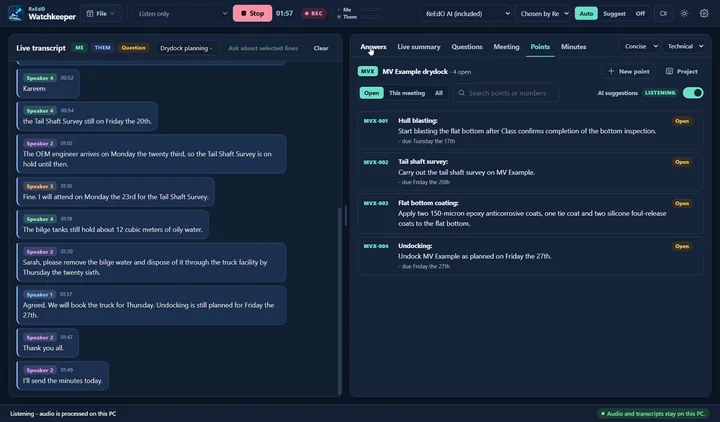 ReEdO
Watchkeeper
File
Listen only
Stop
01:57
REC
Me
Them
ReEdO AI (included)
Chosen by Re
Auto
Suggest
Off
Live transcript
ME
THEM
Question
Drydock planning
Ask about selected lines
Clear
Speaker 4 00:52
Kareem
Speaker 4 00:54
the Tail Shaft Survey still on Friday the 20th.
Speaker 2 01:02
The OEM engineer arrives on Monday the twenty third, so the Tail Shaft Survey is on
hold until then.
Speaker 3 01:10
Fine. I will attend on Monday the 23rd for the Tail Shaft Survey.
Speaker 4 01:19
The bilge tanks still hold about 12 cubic meters of oily water.
Speaker 2 01:30
Sarah, please remove the bilge water and dispose of it through the truck facility by
Thursday the twenty sixth.
Speaker 1 01:37
Agreed. We will book the truck for Thursday. Undocking is still planned for Friday the
27th.
Speaker 2 01:47
Thank you all.
Speaker 2 01:49
I'll send the minutes today.
Answers
Live summary
Questions
Meeting
Points
Minutes
Concise
Technical
MVX MV Example drydock · 4 open
+ New point
Project
Open
This meeting
All
Search points or numbers
AI suggestions LISTENING
MVX-001 Hull blasting: Open
Start blasting the flat bottom after Class confirms completion of the bottom inspection.
- due Tuesday the 17th
MVX-002 Tail shaft survey: Open
Carry out the tail shaft survey on MV Example.
- due Friday the 20th
MVX-003 Flat bottom coating: Open
Apply two 150-micron epoxy anticorrosive coats, one tie coat and two silicone foul-release
coats to the flat bottom.
MVX-004 Undocking: Open
Undock MV Example as planned on Friday the 27th.
- due Friday the 27th
Listening - audio is processed on this PC
Audio and transcripts stay on this PC.